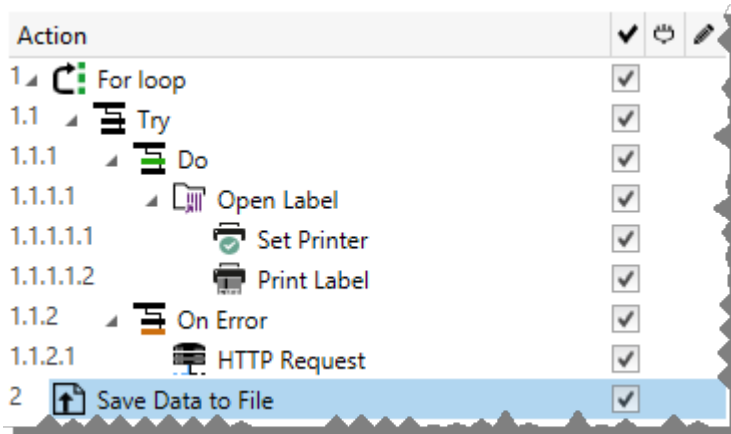 Action
1 For loop
1.1 Try
1.1.1 Do
1.1.1.1 Open Label
1.1.1.1.1 Set Printer
1.1.1.1.2 Print Label
1.1.2 On Error
1.1.2.1 HTTP Request
2 Save Data to File